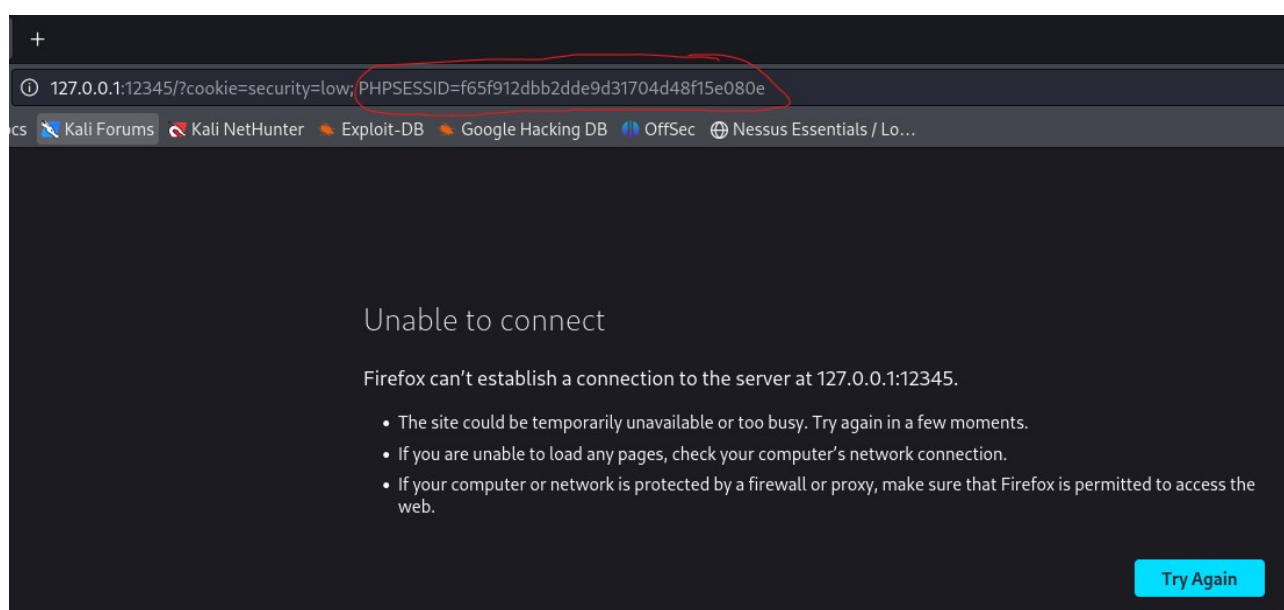 +
127.0.0.1:12345/?cookie=security=low; PHPSESSID=f65f912dbb2dde9d31704d48f15e080e
ocs Kali Forums Kali NetHunter Exploit-DB Google Hacking DB OffSec Nessus Essentials / Lo...
Unable to connect
Firefox can’t establish a connection to the server at 127.0.0.1:12345.
• The site could be temporarily unavailable or too busy. Try again in a few moments.
• If you are unable to load any pages, check your computer’s network connection.
• If your computer or network is protected by a firewall or proxy, make sure that Firefox is permitted to access the
web.
Try Again